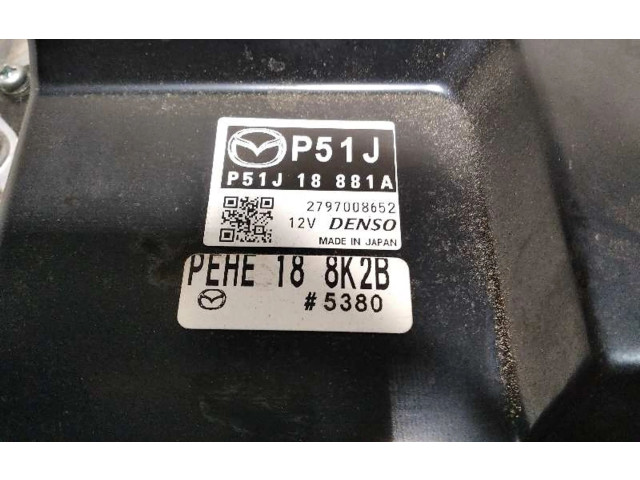 P51J
P51J 18 881A
2797008652
12V DENSO
MADE IN JAPAN
PEHE 18 8K2B
#5380